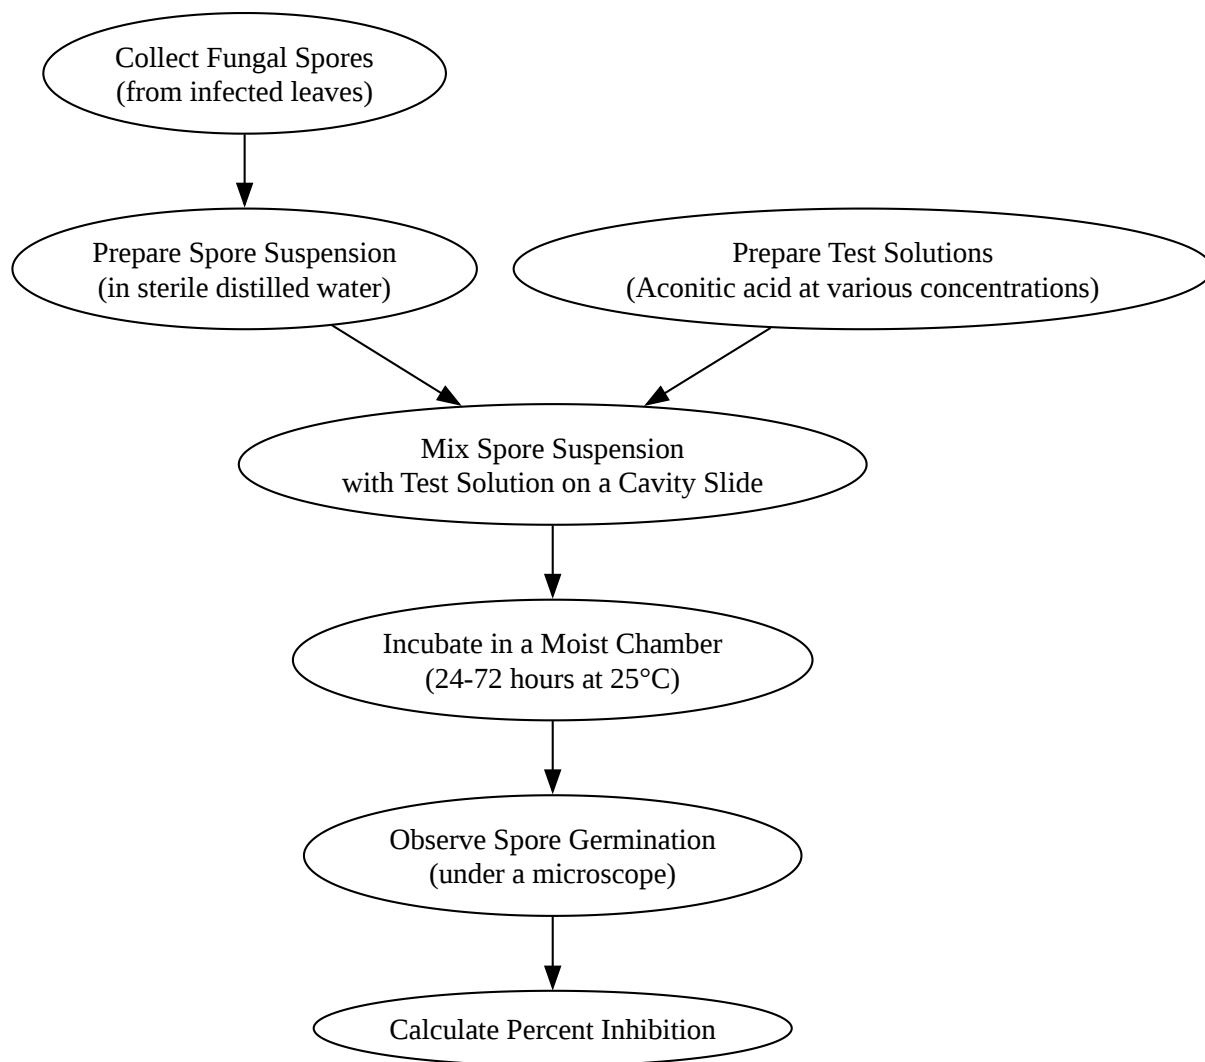 Collect Fungal Spores
(from infected leaves)
Prepare Spore Suspension
(in sterile distilled water)
Prepare Test Solutions
(Aconitic acid at various concentrations)
Mix Spore Suspension
with Test Solution on a Cavity Slide
Incubate in a Moist Chamber
(24-72 hours at 25°C)
Observe Spore Germination
(under a microscope)
Calculate Percent Inhibition